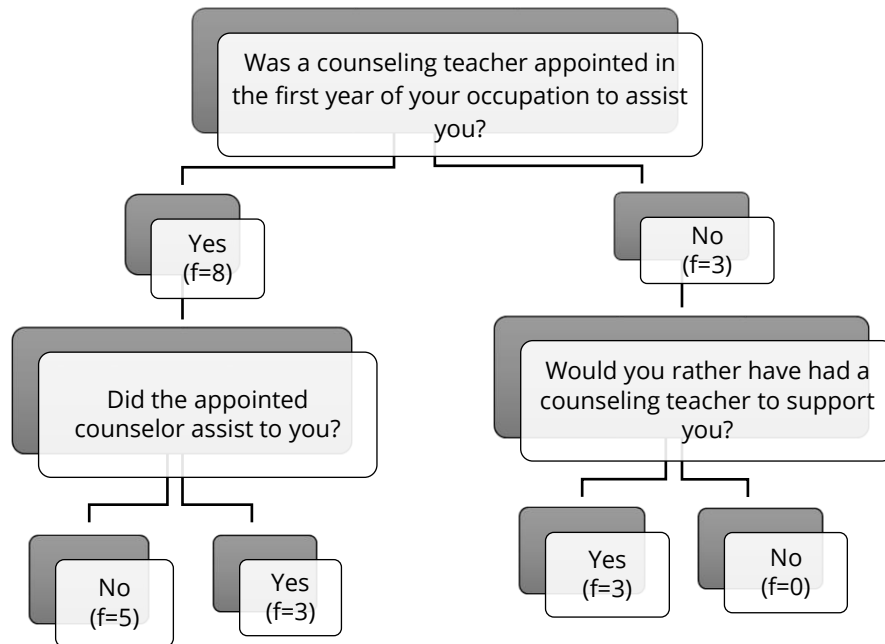 Was a counseling teacher appointed in
the first year of your occupation to assist
you?
Yes
(f=8)
No
(f=3)
Did the appointed
counselor assist to you?
Would you rather have had a
counseling teacher to support
you?
No
(f=5)
Yes
(f=3)
Yes
(f=3)
No
(f=0)